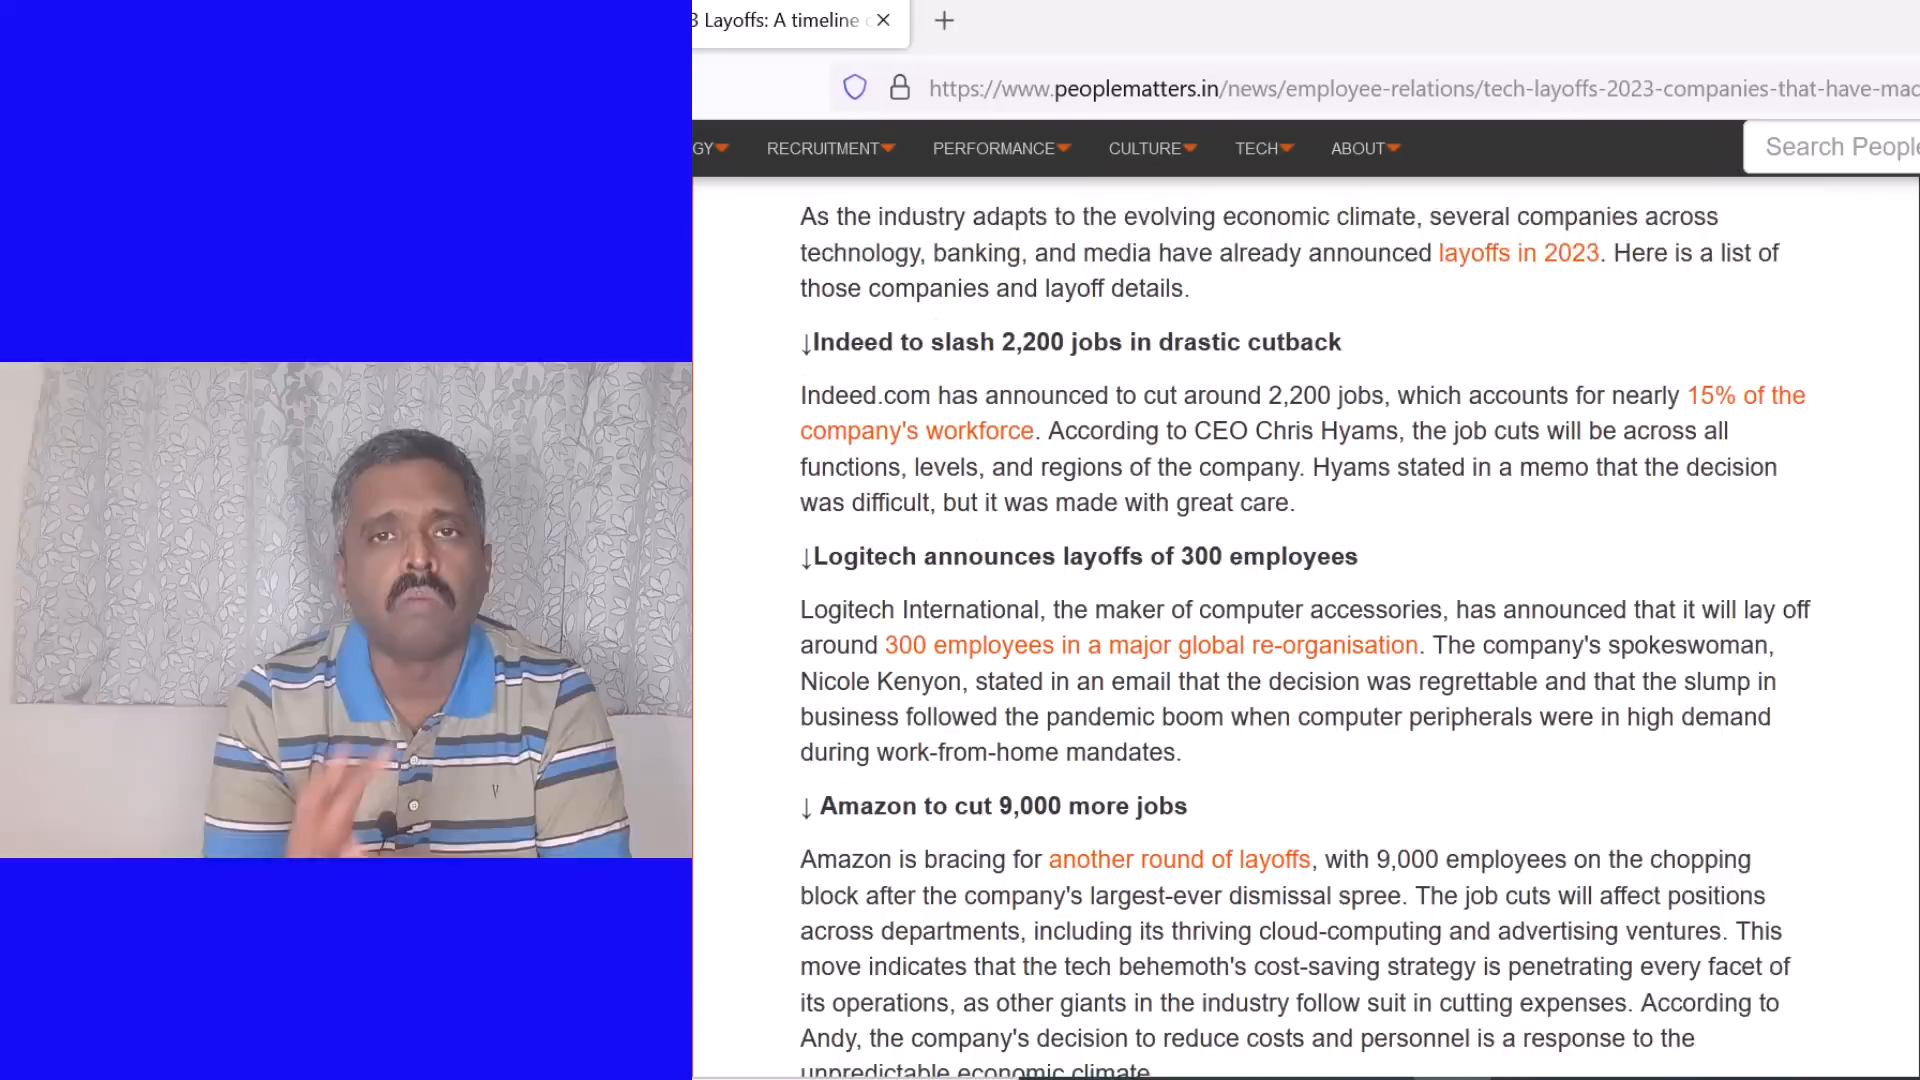 3 Layoffs: A timeline
https://www.peoplematters.in/news/employee-relations/tech-layoffs-2023-companies-that-have-mad
GY RECRUITMENT PERFORMANCE CULTURE TECH ABOUT Search People
As the industry adapts to the evolving economic climate, several companies across
technology, banking, and media have already announced layoffs in 2023. Here is a list of
those companies and layoff details.
↓Indeed to slash 2,200 jobs in drastic cutback
Indeed.com has announced to cut around 2,200 jobs, which accounts for nearly 15% of the
company's workforce. According to CEO Chris Hyams, the job cuts will be across all
functions, levels, and regions of the company. Hyams stated in a memo that the decision
was difficult, but it was made with great care.
↓Logitech announces layoffs of 300 employees
Logitech International, the maker of computer accessories, has announced that it will lay off
around 300 employees in a major global re-organisation. The company's spokeswoman,
Nicole Kenyon, stated in an email that the decision was regrettable and that the slump in
business followed the pandemic boom when computer peripherals were in high demand
during work-from-home mandates.
↓ Amazon to cut 9,000 more jobs
Amazon is bracing for another round of layoffs, with 9,000 employees on the chopping
block after the company's largest-ever dismissal spree. The job cuts will affect positions
across departments, including its thriving cloud-computing and advertising ventures. This
move indicates that the tech behemoth's cost-saving strategy is penetrating every facet of
its operations, as other giants in the industry follow suit in cutting expenses. According to
Andy, the company's decision to reduce costs and personnel is a response to the
unpredictable economic climate
V